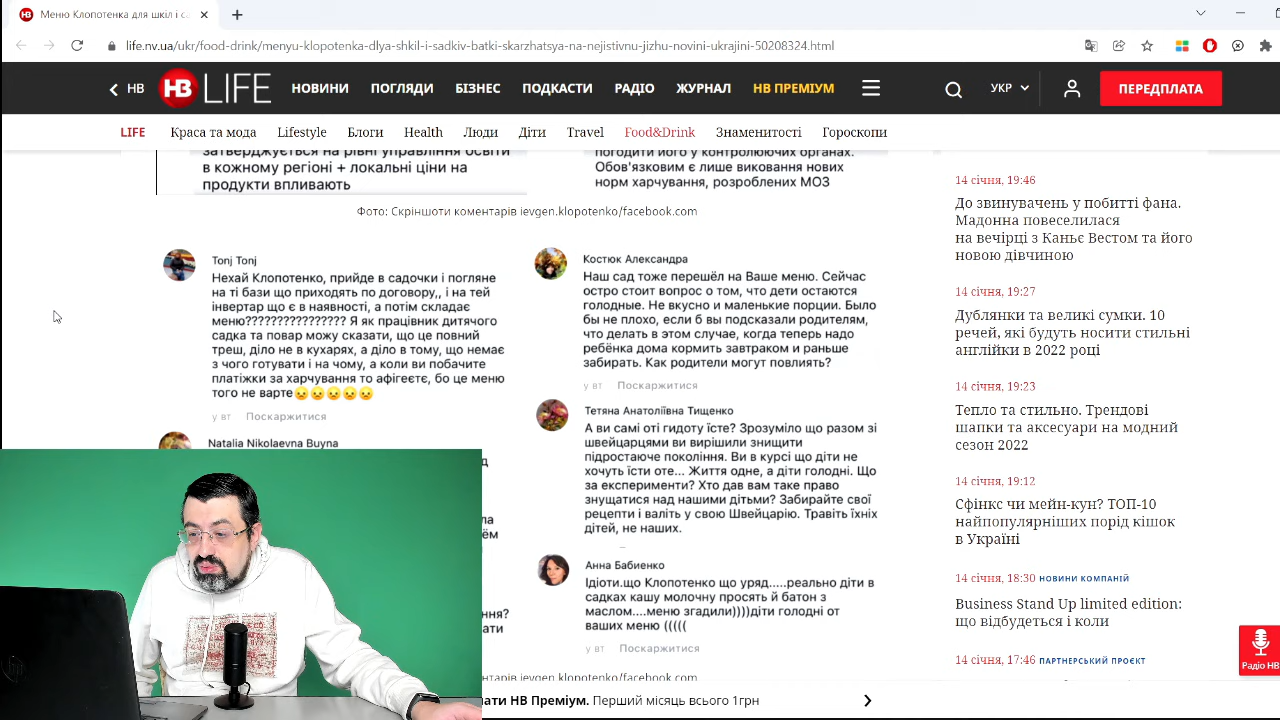 Меню Клопотенка для шкіл і са
life.nv.ua/ukr/food-drink/menyu-klopotenka-dlya-shkil-i-sadkiv-batki-skarzhatsya-na-nejistivnu-jizhu-novini-ukrajini-50208324.html
НВ
НВ LIFE
НОВИНИ
ПОГЛЯДИ
БІЗНЕС
ПОДКАСТИ
РАДІО
ЖУРНАЛ
НВ ПРЕМІУМ
УКР
ПЕРЕДПЛАТА
LIFE
Краса та мода
Lifestyle
Блоги
Health
Люди
Діти
Travel
Food&Drink
Знаменитості
Гороскопи
затверджується на рівні управління освіти
в кожному регіоні + локальні ціни на
продукти впливають
погодити його у контролюючих органах.
Обов'язковим є лише виконання нових
норм харчування, розроблених МОЗ
Фото: Скріншоти коментарів ievgen.klopotenko/facebook.com
Tonj Tonj
Нехай Клопотенко, прийде в садочки і погляне
на ті бази що приходять по договору,, і на тей
інвертар що є в наявності, а потім складає
меню??????????????? Я як працівник дитячого
садка та повар можу сказати, що це повний
треш, діло не в кухарях, а діло в тому, що немає
з чого готувати і на чому, а коли ви побачите
платіжки за харчування то афігеєте, бо це меню
того не варте😟😟😟😟😟
у вт Поскаржитися
Natalia Nikolaevna Buyna
Костюк Александра
Наш сад тоже перешёл на Ваше меню. Сейчас
остро стоит вопрос о том, что дети остаются
голодные. Не вкусно и маленькие порции. Было
бы не плохо, если б вы подсказали родителям,
что делать в этом случае, когда теперь надо
ребёнка дома кормить завтраком и раньше
забирать. Как родители могут повлиять?
у вт Поскаржитися
Тетяна Анатоліївна Тищенко
А ви самі оті гидоту їсте? Зрозуміло що разом зі
швейцарцями ви вирішили знищити
підростаюче покоління. Ви в курсі що діти не
хочуть їсти оте... Життя одне, а діти голодні. Що
за експерименти? Хто дав вам таке право
знущатися над нашими дітьми? Забирайте свої
рецепти і валіть у свою Швейцарію. Травіть їхніх
дітей, не наших.
Анна Бабиенко
Ідіоти.що Клопотенко що уряд.....реально діти в
садках кашу молочну просять й батон з
маслом....меню згадили))))діти голодні от
ваших меню (((((
у вт Поскаржитися
klopotenko/facebook.com
14 січня, 19:46
До звинувачень у побитті фана.
Мадонна повеселилася
на вечірці з Каньє Вестом та його
новою дівчиною
14 січня, 19:27
Дублянки та великі сумки. 10
речей, які будуть носити стильні
англійки в 2022 році
14 січня, 19:23
Тепло та стильно. Трендові
шапки та аксесуари на модний
сезон 2022
14 січня, 19:12
Сфінкс чи мейн-кун? ТОП-10
найпопулярніших порід кішок
в Україні
14 січня, 18:30 НОВИНИ КОМПАНІЙ
Business Stand Up limited edition:
що відбудеться і коли
14 січня, 17:46 ПАРТНЕРСЬКИЙ ПРОЄКТ
Радіо НВ
НВ Преміум. Перший місяць всього 1грн